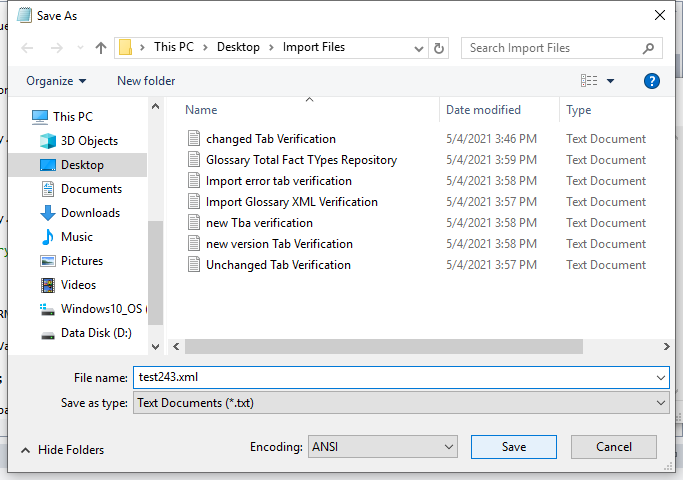 Save As
This PC > Desktop > Import Files
Search Import Files
Organize
New folder
This PC
3D Objects
Desktop
Documents
Downloads
Music
Pictures
Videos
Windows10_OS (
Data Disk (D:)
Name Date modified Type
changed Tab Verification 5/4/2021 3:46 PM Text Document
Glossary Total Fact TYpes Repository 5/4/2021 3:59 PM Text Document
Import error tab verification 5/4/2021 3:58 PM Text Document
Import Glossary XML Verification 5/4/2021 3:57 PM Text Document
new Tba verification 5/4/2021 3:58 PM Text Document
new version Tab Verification 5/4/2021 3:58 PM Text Document
Unchanged Tab Verification 5/4/2021 3:57 PM Text Document
File name: test243.xml
Save as type: Text Documents (*.txt)
Hide Folders
Encoding: ANSI
Save
Cancel